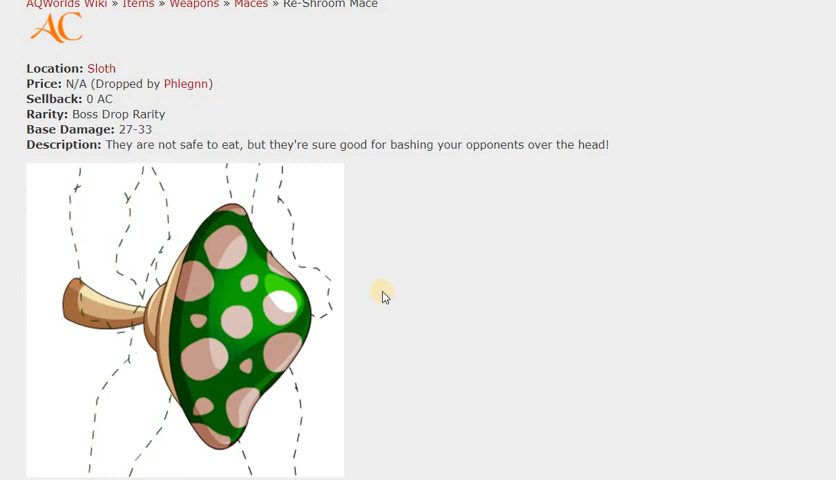 AQWorlds Wiki » Items » Weapons » Maces » Re-Shroom Mace
AC
Location: Sloth
Price: N/A (Dropped by Phlegnn)
Sellback: 0 AC
Rarity: Boss Drop Rarity
Base Damage: 27-33
Description: They are not safe to eat, but they're sure good for bashing your opponents over the head!